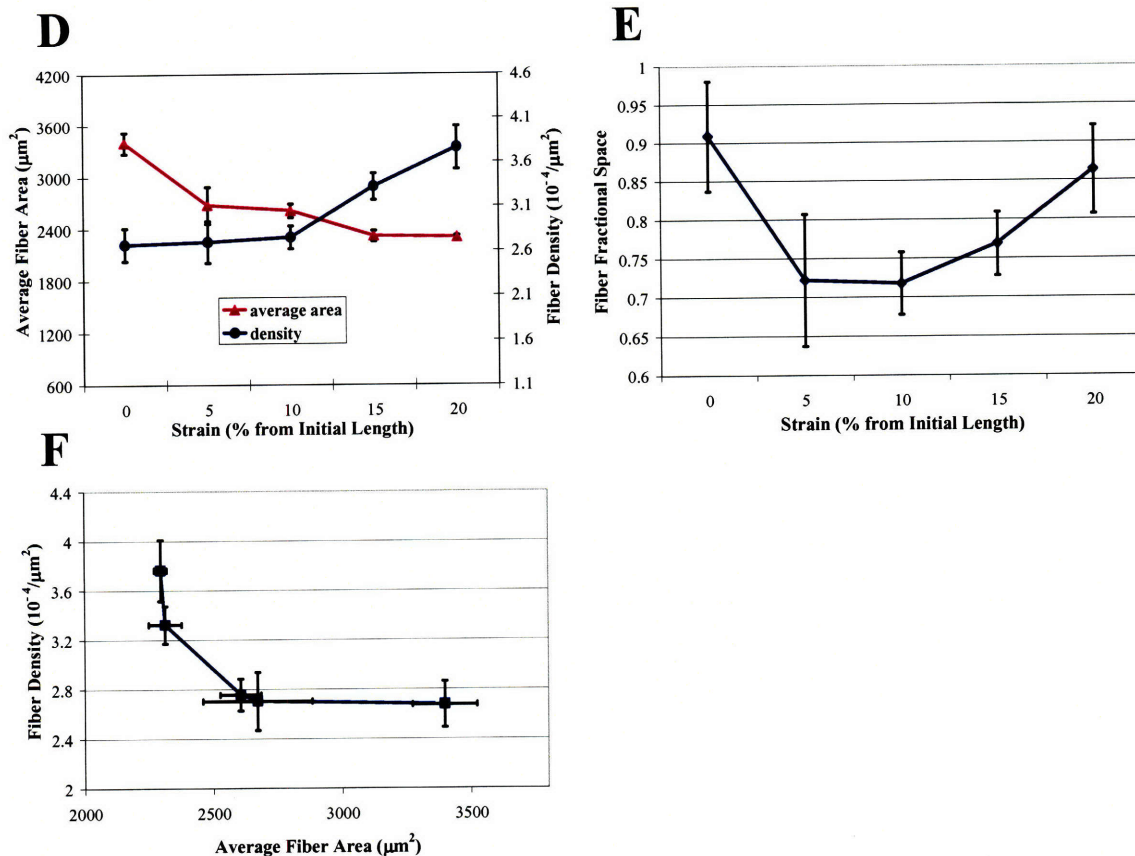 D
4200
3600
3000
2400
1800
1200
600
Average Fiber Area (μm²)
4.6
4.1
3.6
3.1
2.6
2.1
1.6
1.1
Fiber Density (10⁻⁴/μm²)
average area
density
0 5 10 15 20
Strain (% from Initial Length)
E
1
0.95
0.9
0.85
0.8
0.75
0.7
0.65
0.6
Fiber Fractional Space
0 5 10 15 20
Strain (% from Initial Length)
F
4.4
4
3.6
3.2
2.8
2.4
2
Fiber Density (10⁻⁴/μm²)
2000 2500 3000 3500
Average Fiber Area (μm²)